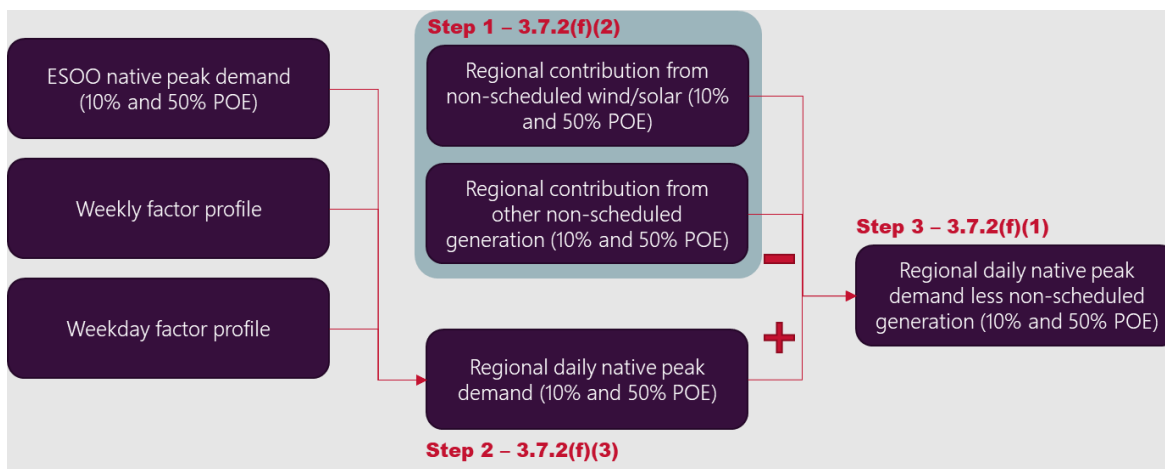 ESOO native peak demand
(10% and 50% POE)
Weekly factor profile
Weekday factor profile
Step 1 – 3.7.2(f)(2)
Regional contribution from
non-scheduled wind/solar (10%
and 50% POE)
Regional contribution from
other non-scheduled
generation (10% and 50% POE)
Regional daily native peak
demand (10% and 50% POE)
Step 2 – 3.7.2(f)(3)
Step 3 – 3.7.2(f)(1)
Regional daily native peak
demand less non-scheduled
generation (10% and 50% POE)